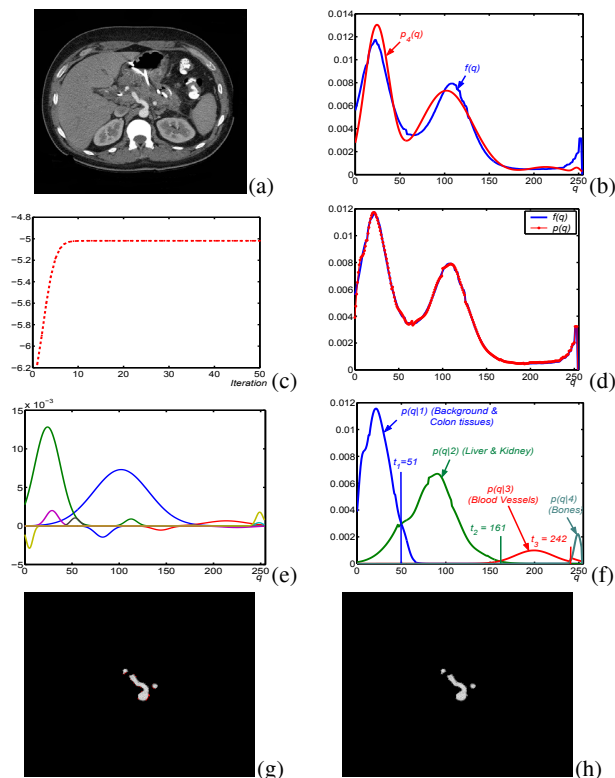 (a)
0.014
0.012
0.01
0.008
0.006
0.004
0.002
0
0 50 100 150 200 250
q
p4(q)
f(q)
(b)
−4.8
−5
−5.2
−5.4
−5.6
−5.8
−6
−6.2
0 10 20 30 40 50
Iteration
(c)
0.012
0.01
0.008
0.006
0.004
0.002
0
0 50 100 150 200 250
q
f(q)
p(q)
(d)
15 x 10−3
10
5
0
−5
0 50 100 150 200 250
q
(e)
0.012
0.01
0.008
0.006
0.004
0.002
0
0 50 100 150 200 250
q
p(q|1) (Background &
Colon tissues)
t1=51
p(q|2) (Liver & Kidney)
p(q|3)
(Blood Vessels)
p(q|4)
(Bones)
t2 = 161
t3 = 242
(f)
(g)
(h)